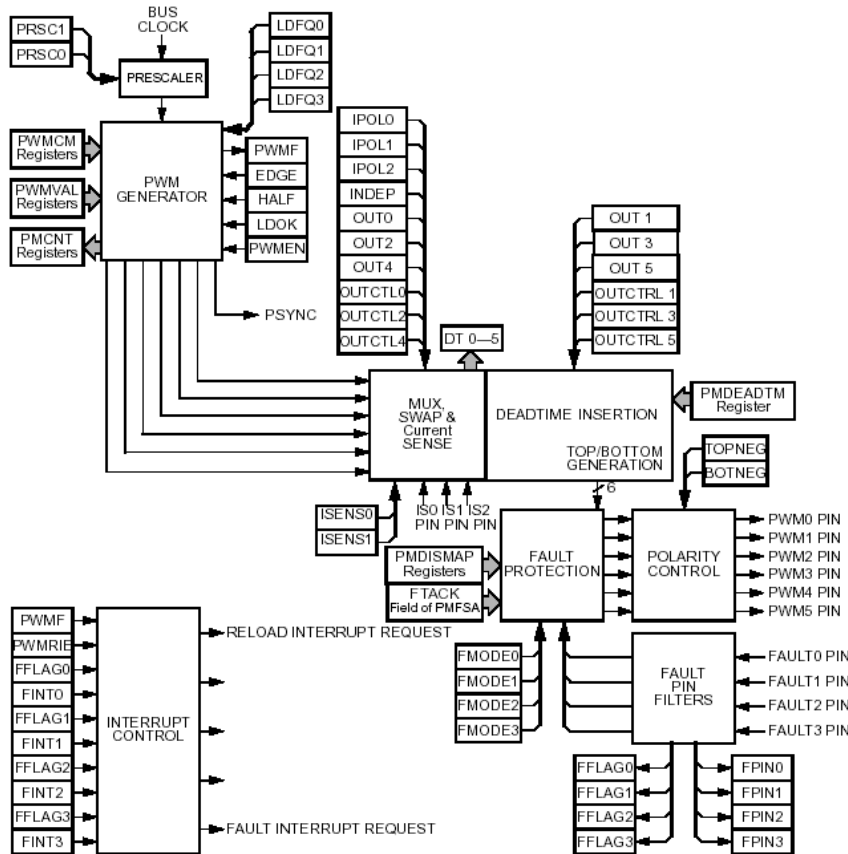 BUS
CLOCK
PRSC1
PRSC0
PRESCALER
LDFQ0
LDFQ1
LDFQ2
LDFQ3
PWMCM
Registers
PWMVAL
Registers
PMCNT
Registers
PWM
GENERATOR
PWMF
EDGE
HALF
LDOK
PWMEN
PSYNC
IPOL0
IPOL1
IPOL2
INDEP
OUT0
OUT2
OUT4
OUTCTL0
OUTCTL2
OUTCTL4
DT 0—5
OUT 1
OUT 3
OUT 5
OUTCTRL 1
OUTCTRL 3
OUTCTRL 5
MUX,
SWAP &
Current
SENSE
DEADTIME INSERTION
TOP/BOTTOM
GENERATION
PMDEADTM
Register
6
TOPNEG
BOTNEG
ISENS0
ISENS1
IS0 IS1 IS2
PIN PIN PIN
PMDISMAP
Registers
FTACK
Field of PMFSA
FAULT
PROTECTION
POLARITY
CONTROL
PWM0 PIN
PWM1 PIN
PWM2 PIN
PWM3 PIN
PWM4 PIN
PWM5 PIN
FMODE0
FMODE1
FMODE2
FMODE3
FAULT
PIN
FILTERS
FAULT0 PIN
FAULT1 PIN
FAULT2 PIN
FAULT3 PIN
FFLAG0
FFLAG1
FFLAG2
FFLAG3
FPIN0
FPIN1
FPIN2
FPIN3
PWMF
PWMRIE
FFLAG0
FINT0
FFLAG1
FINT1
FFLAG2
FINT2
FFLAG3
FINT3
INTERRUPT
CONTROL
RELOAD INTERRUPT REQUEST
FAULT INTERRUPT REQUEST